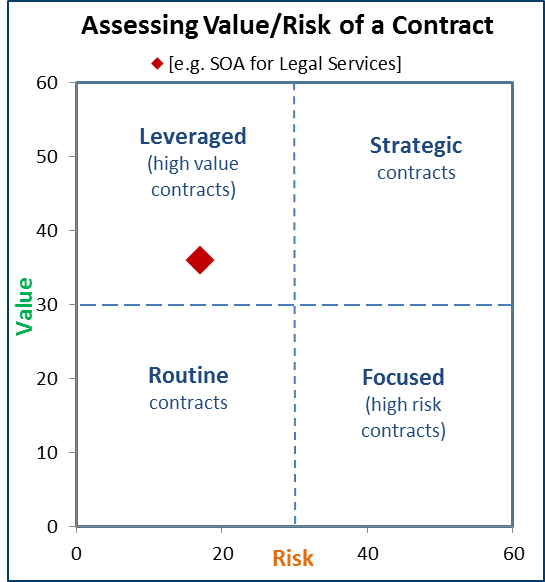 Assessing Value/Risk of a Contract
[e.g. SOA for Legal Services]
60
Leveraged
(high value
contracts)
Strategic
contracts
50
40
30
Value
20
Routine
contracts
Focused
(high risk
contracts)
10
0
0
20
40
60
Risk